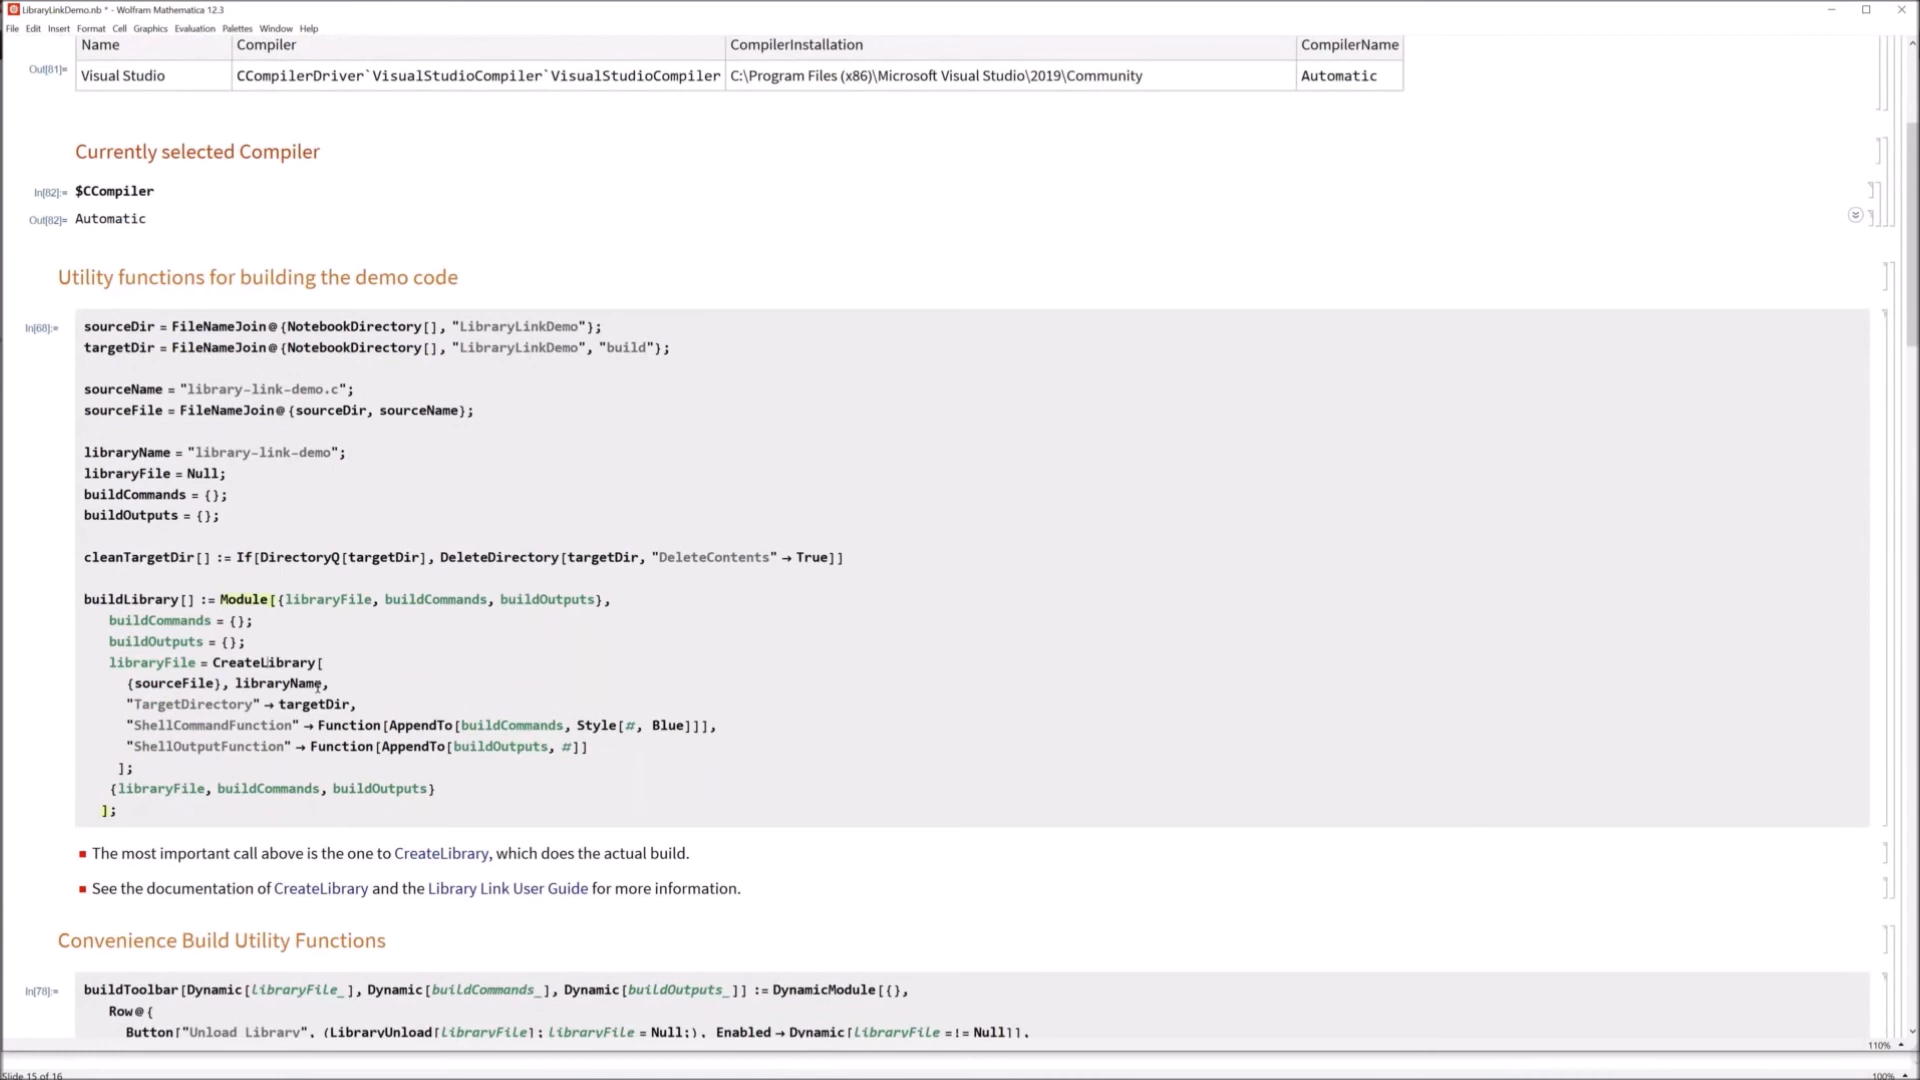 LibraryLinkDemo.nb * - Wolfram Mathematica 12.3
File Edit Insert Format Cell Graphics Evaluation Palettes Window Help
Name Compiler CompilerInstallation CompilerName
Out[81]= Visual Studio CCompilerDriver`VisualStudioCompiler`VisualStudioCompiler C:\Program Files (x86)\Microsoft Visual Studio\2019\Community Automatic
Currently selected Compiler
In[82]:= $CCompiler
Out[82]= Automatic
Utility functions for building the demo code
In[68]:= sourceDir = FileNameJoin@{NotebookDirectory[], "LibraryLinkDemo"};
targetDir = FileNameJoin@{NotebookDirectory[], "LibraryLinkDemo", "build"};
sourceName = "library-link-demo.c";
sourceFile = FileNameJoin@{sourceDir, sourceName};
libraryName = "library-link-demo";
libraryFile = Null;
buildCommands = {};
buildOutputs = {};
cleanTargetDir[] := If[DirectoryQ[targetDir], DeleteDirectory[targetDir, "DeleteContents" → True]]
buildLibrary[] := Module[{libraryFile, buildCommands, buildOutputs},
buildCommands = {};
buildOutputs = {};
libraryFile = CreateLibrary[
{sourceFile}, libraryName,
"TargetDirectory" → targetDir,
"ShellCommandFunction" → Function[AppendTo[buildCommands, Style[#, Blue]]],
"ShellOutputFunction" → Function[AppendTo[buildOutputs, #]]
];
{libraryFile, buildCommands, buildOutputs}
];
▪ The most important call above is the one to CreateLibrary, which does the actual build.
▪ See the documentation of CreateLibrary and the Library Link User Guide for more information.
Convenience Build Utility Functions
In[78]:= buildToolbar[Dynamic[libraryFile_], Dynamic[buildCommands_], Dynamic[buildOutputs_]] := DynamicModule[{},
Row@{
Button["Unload Library", (LibraryUnload[libraryFile]; libraryFile = Null;), Enabled → Dynamic[libraryFile =!= Null]],
110%
Slide 15 of 16
100%